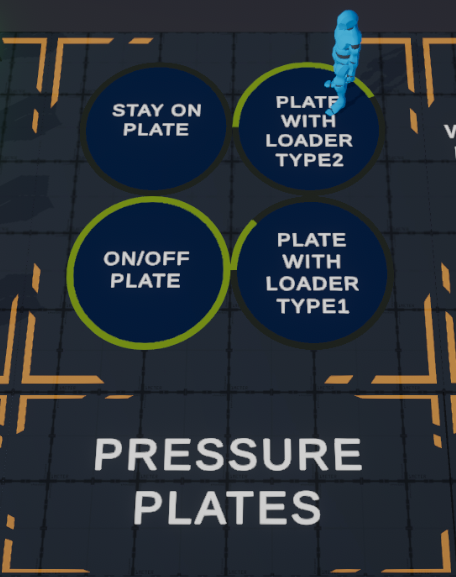 STAY ON
PLATE
PLATE
WITH
LOADER
TYPE2
ON/OFF
PLATE
PLATE
WITH
LOADER
TYPE1
PRESSURE
PLATES